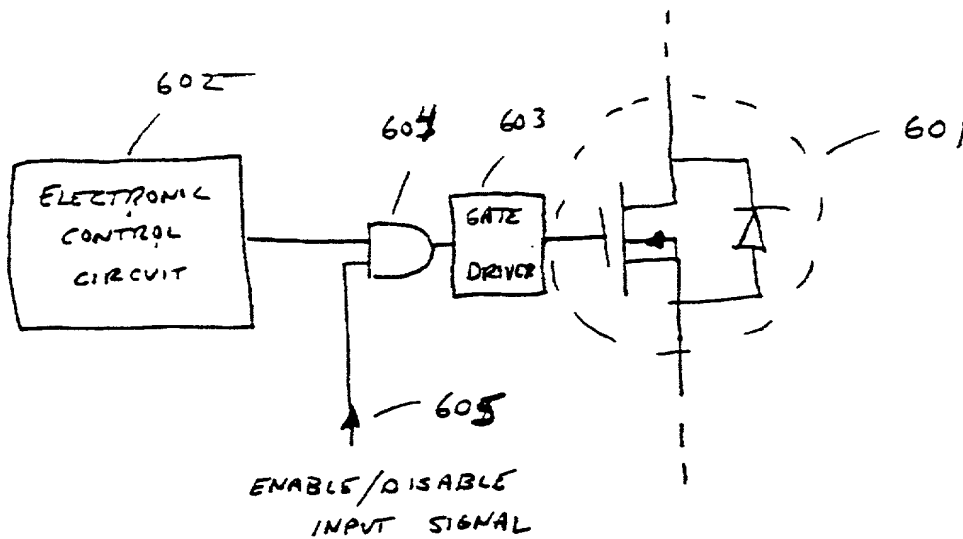 602
604
603
601
ELECTRONIC
CONTROL
CIRCUIT
GATE
DRIVER
605
ENABLE/DISABLE
INPUT SIGNAL